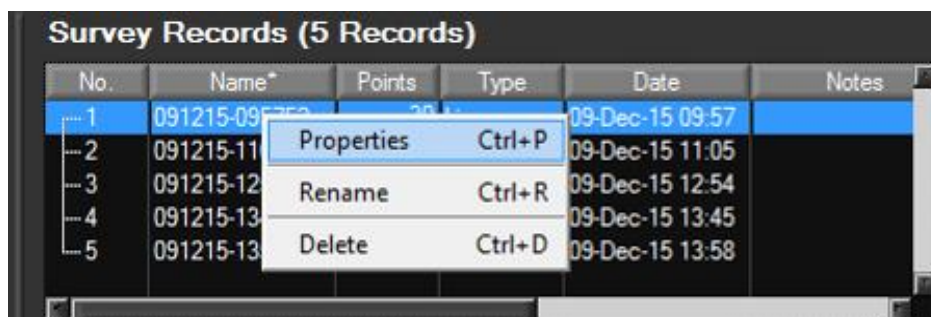 Survey Records (5 Records)
No. Name* Points Type Date Notes
1 091215-095752 09-Dec-15 09:57
Properties Ctrl+P
2 091215-11 09-Dec-15 11:05
3 091215-12 09-Dec-15 12:54
Rename Ctrl+R
4 091215-13 09-Dec-15 13:45
5 091215-13 09-Dec-15 13:58
Delete Ctrl+D